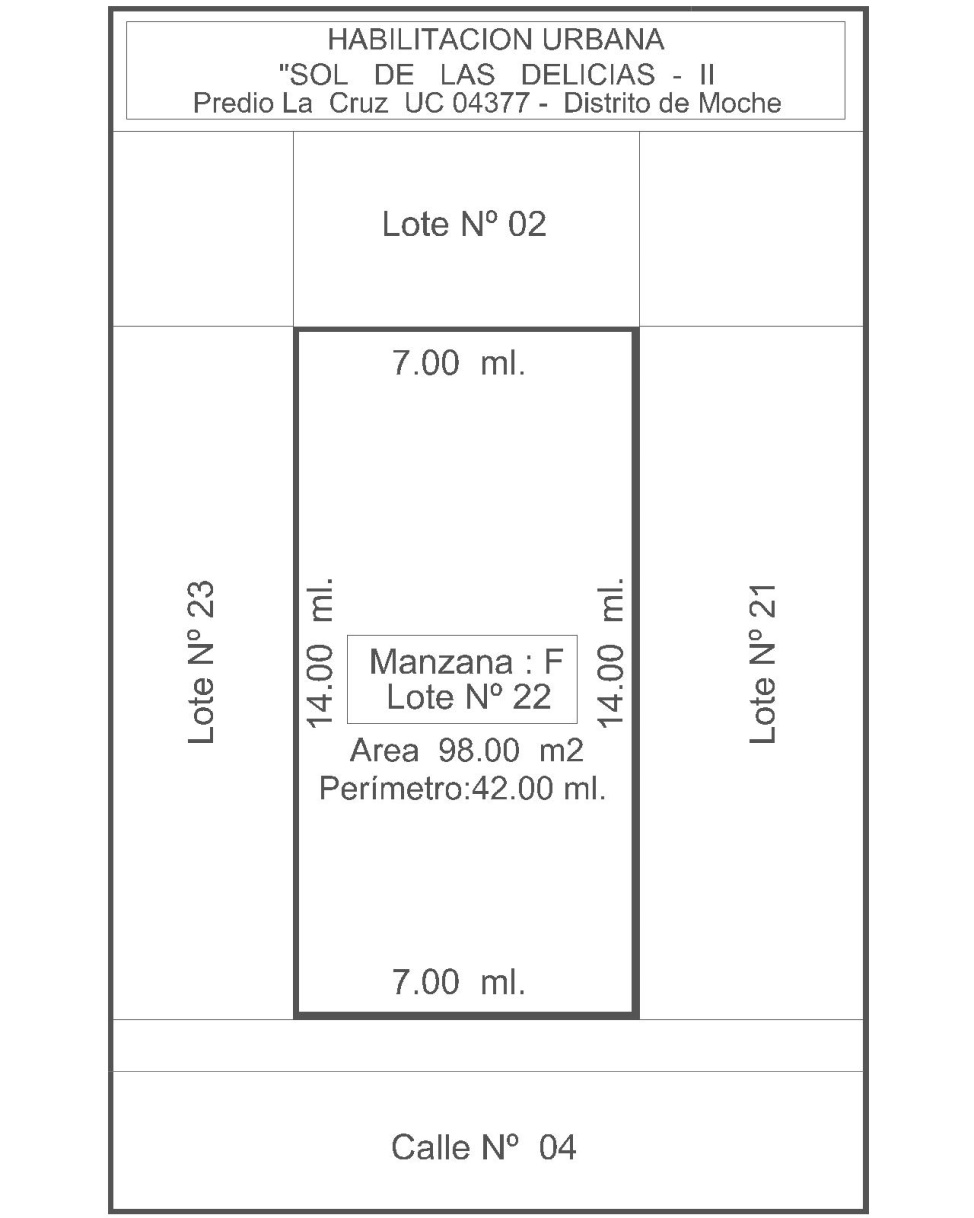 HABILITACION URBANA
"SOL DE LAS DELICIAS - II
Predio La Cruz UC 04377 - Distrito de Moche
Lote Nº 02
7.00 ml.
Lote Nº 23
14.00 ml.
Manzana : F
Lote Nº 22
14.00 ml.
Lote Nº 21
Area 98.00 m2
Perímetro:42.00 ml.
7.00 ml.
Calle Nº 04